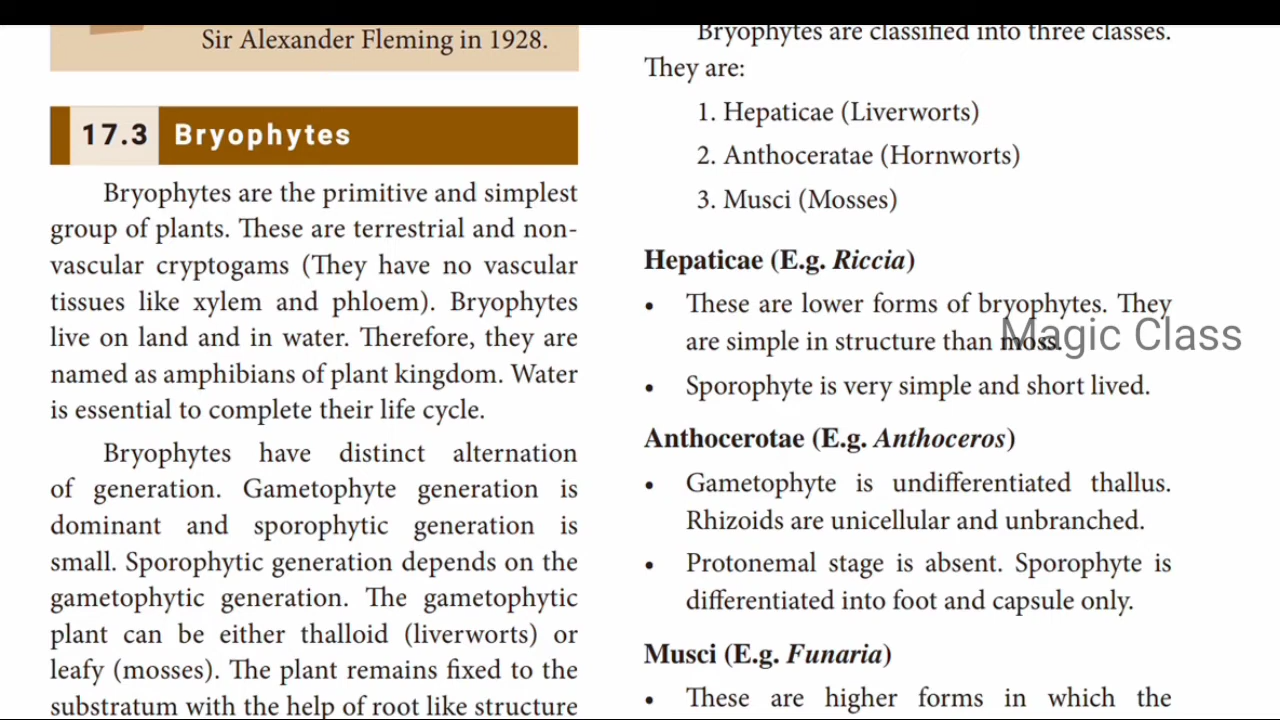 Sir Alexander Fleming in 1928.
17.3 Bryophytes
Bryophytes are the primitive and simplest
group of plants. These are terrestrial and non-
vascular cryptogams (They have no vascular
tissues like xylem and phloem). Bryophytes
live on land and in water. Therefore, they are
named as amphibians of plant kingdom. Water
is essential to complete their life cycle.
Bryophytes have distinct alternation
of generation. Gametophyte generation is
dominant and sporophytic generation is
small. Sporophytic generation depends on the
gametophytic generation. The gametophytic
plant can be either thalloid (liverworts) or
leafy (mosses). The plant remains fixed to the
substratum with the help of root like structure
Bryophytes are classified into three classes.
They are:
1. Hepaticae (Liverworts)
2. Anthoceratae (Hornworts)
3. Musci (Mosses)
Hepaticae (E.g. Riccia)
• These are lower forms of bryophytes. They
are simple in structure than moss.
• Sporophyte is very simple and short lived.
Anthocerotae (E.g. Anthoceros)
• Gametophyte is undifferentiated thallus.
Rhizoids are unicellular and unbranched.
• Protonemal stage is absent. Sporophyte is
differentiated into foot and capsule only.
Musci (E.g. Funaria)
• These are higher forms in which the
Magic Class